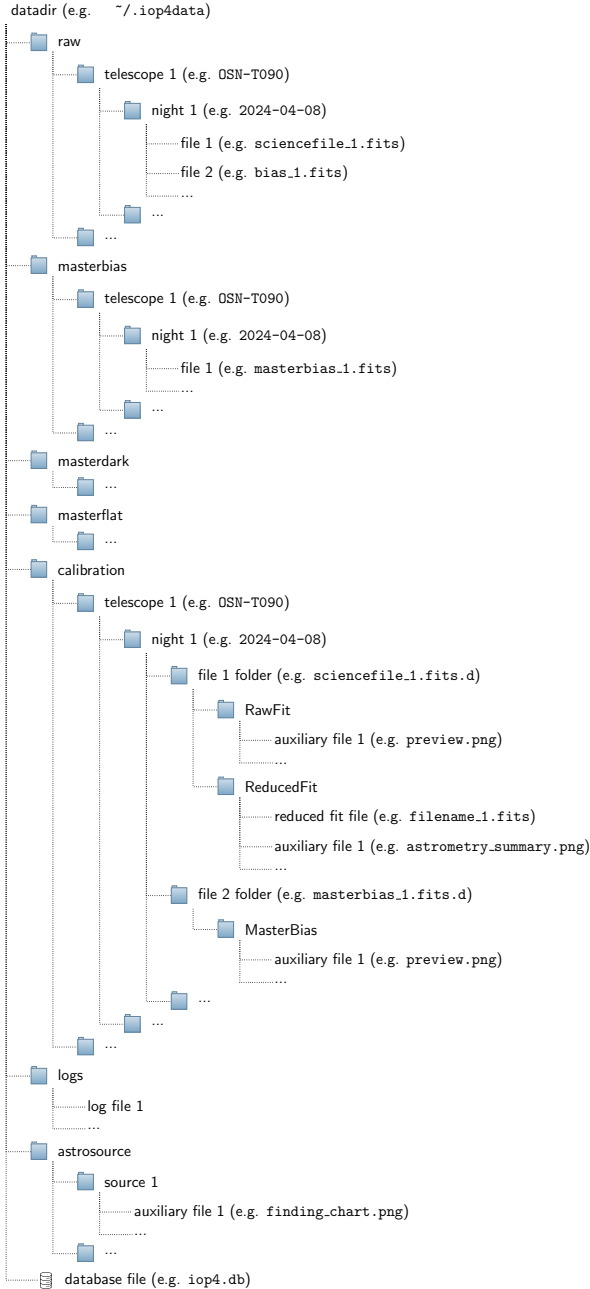 datadir (e.g. ~/.iop4data)
raw
telescope 1 (e.g. OSN-T090)
night 1 (e.g. 2024-04-08)
file 1 (e.g. sciencefile_1.fits)
file 2 (e.g. bias_1.fits)
...
...
...
masterbias
telescope 1 (e.g. OSN-T090)
night 1 (e.g. 2024-04-08)
file 1 (e.g. masterbias_1.fits)
...
...
...
masterdark
...
masterflat
...
calibration
telescope 1 (e.g. OSN-T090)
night 1 (e.g. 2024-04-08)
file 1 folder (e.g. sciencefile_1.fits.d)
RawFit
auxiliary file 1 (e.g. preview.png)
...
ReducedFit
reduced fit file (e.g. filename_1.fits)
auxiliary file 1 (e.g. astrometry_summary.png)
...
file 2 folder (e.g. masterbias_1.fits.d)
MasterBias
auxiliary file 1 (e.g. preview.png)
...
...
...
...
logs
log file 1
...
astrosource
source 1
auxiliary file 1 (e.g. finding_chart.png)
...
...
database file (e.g. iop4.db)